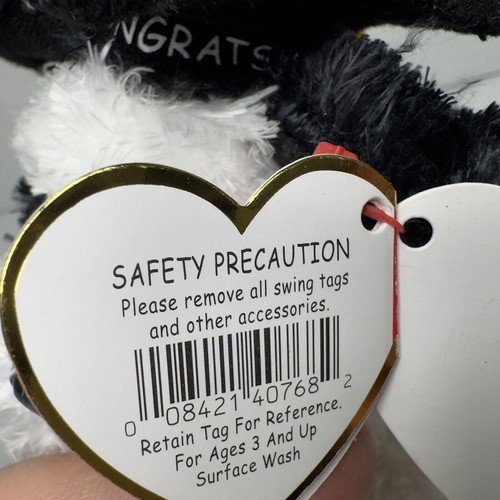 NGRATS!
SAFETY PRECAUTION
Please remove all swing tags
and other accessories.
0 08421 40768 2
Retain Tag For Reference.
For Ages 3 And Up
Surface Wash